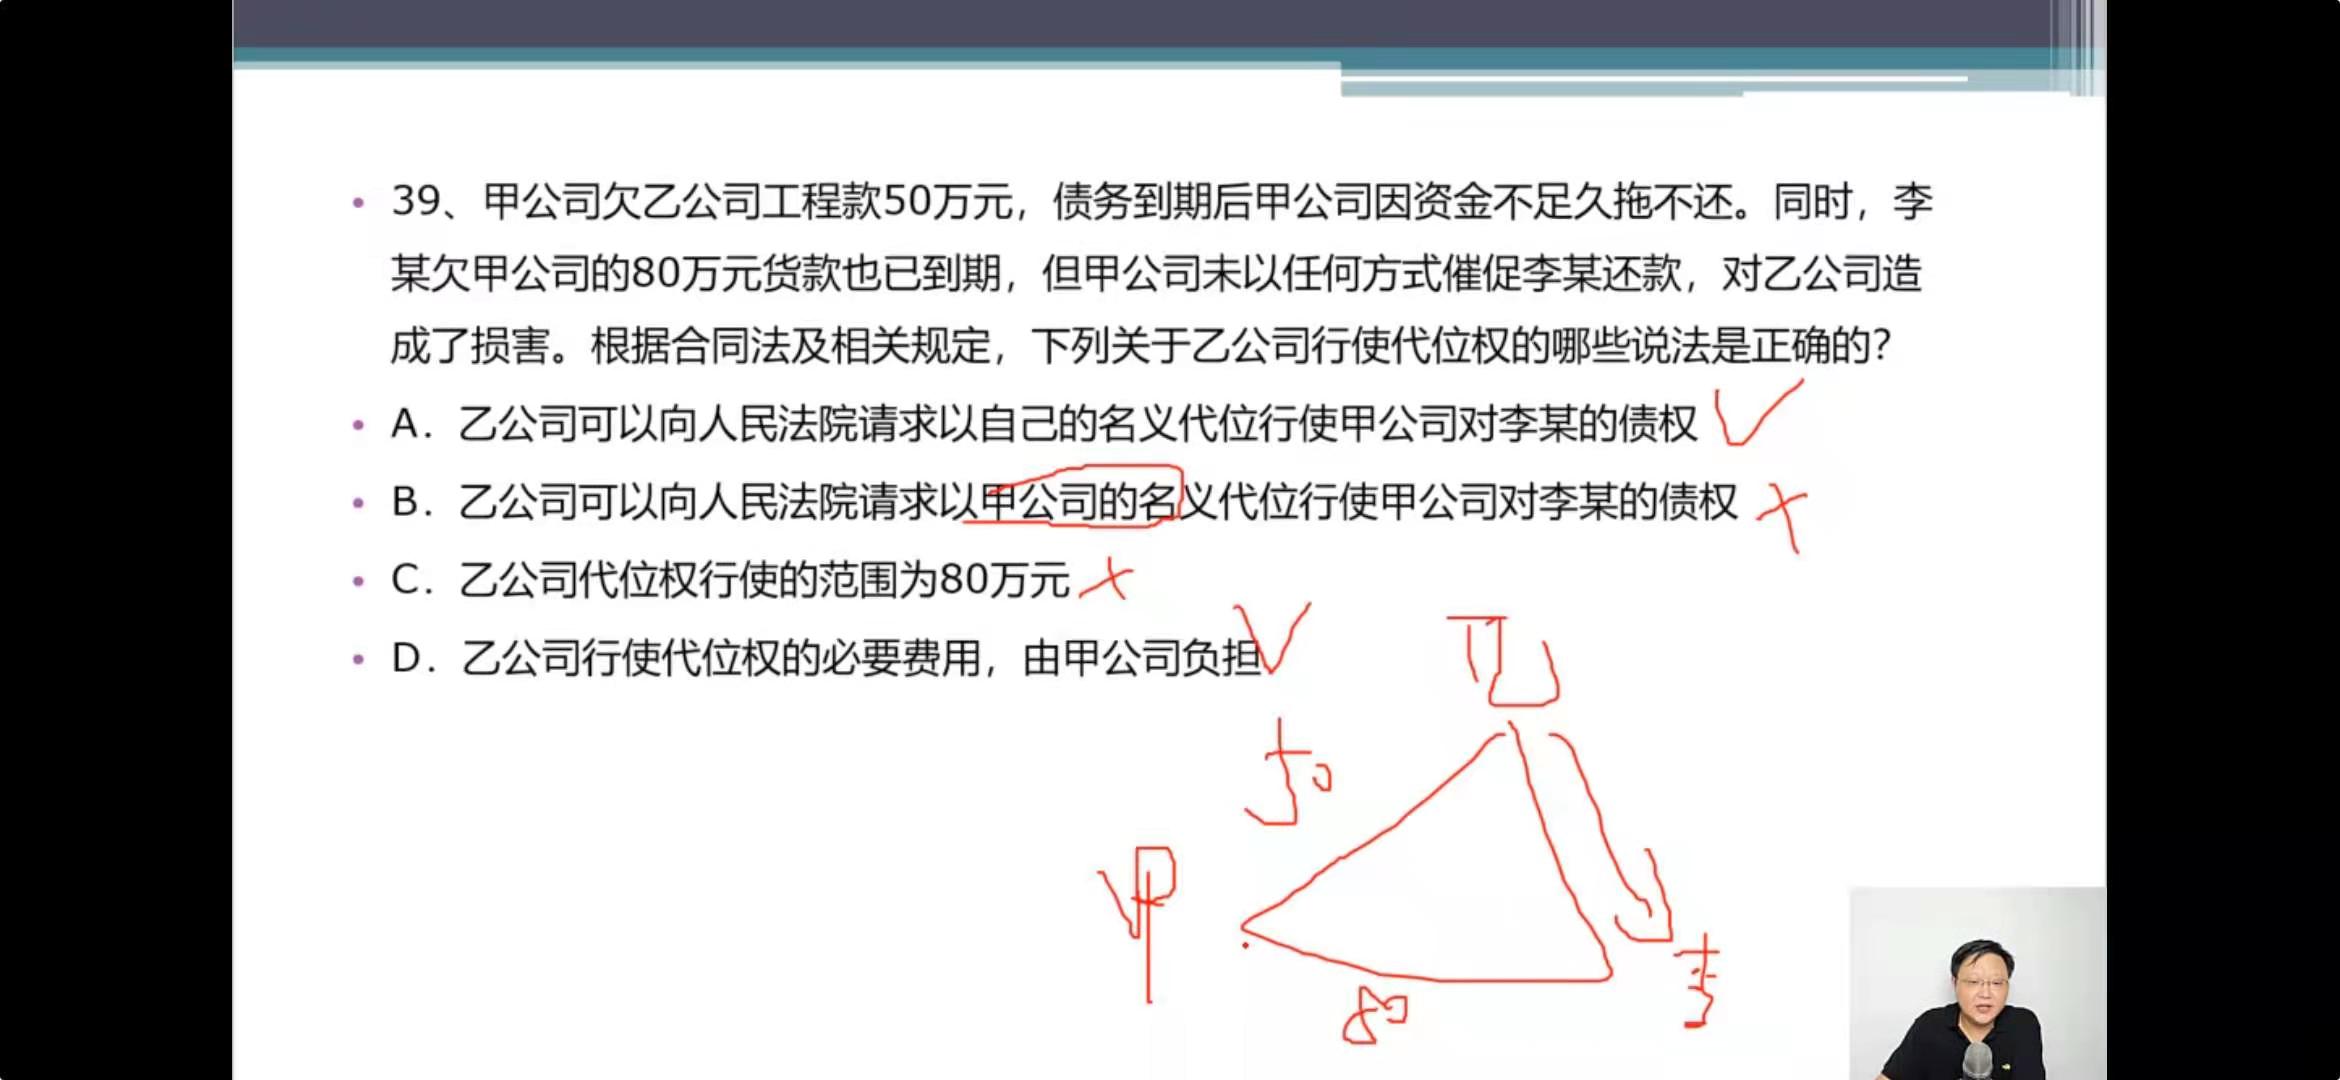 39、甲公司欠乙公司工程款50万元，债务到期后甲公司因资金不足久拖不还。同时，李
某欠甲公司的80万元货款也已到期，但甲公司未以任何方式催促李某还款，对乙公司造
成了损害。根据合同法及相关规定，下列关于乙公司行使代位权的哪些说法是正确的？
A．乙公司可以向人民法院请求以自己的名义代位行使甲公司对李某的债权
B．乙公司可以向人民法院请求以甲公司的名义代位行使甲公司对李某的债权
C．乙公司代位权行使的范围为80万元
D．乙公司行使代位权的必要费用，由甲公司负担
乙
50
甲
李
80